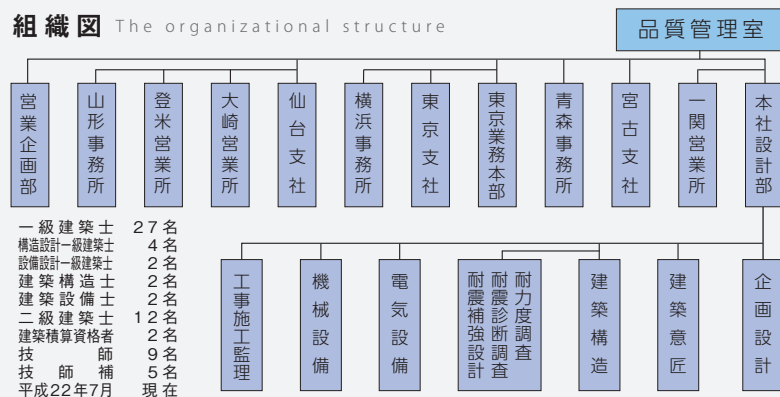 組織図 The organizational structure
品質管理室
営業企画部
山形事務所
登米営業所
大崎営業所
仙台支社
横浜事務所
東京支社
東京業務本部
青森事務所
宮古支社
一関営業所
本社設計部
一級建築士 27名
構造設計一級建築士 4名
設備設計一級建築士 2名
建築構造士 2名
建築設備士 2名
二級建築士 12名
建築積算資格者 2名
技師 9名
技師補 5名
平成22年7月 現在
工事施工監理
機械設備
電気設備
耐力度調査
耐震診断調査
耐震補強設計
建築構造
建築意匠
企画設計